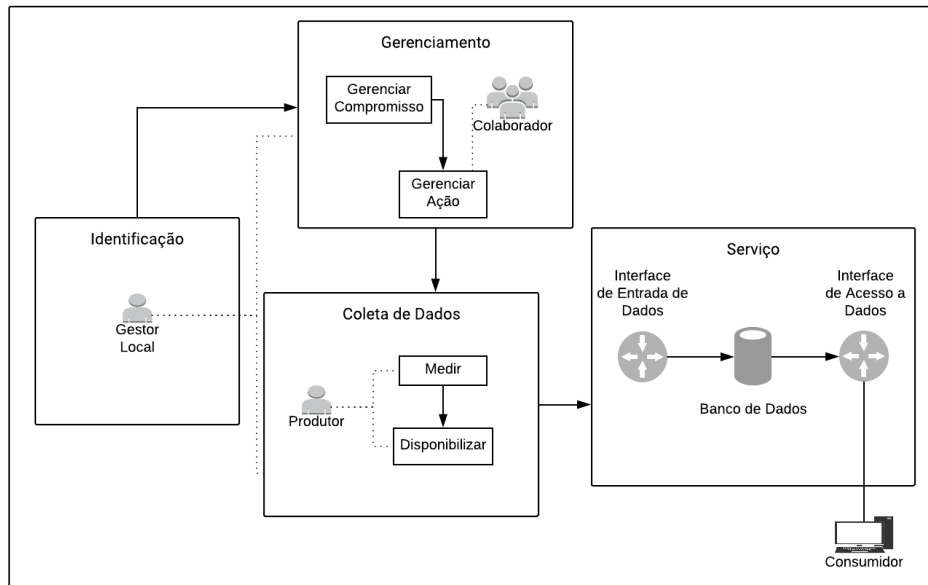 Gerenciamento
Gerenciar
Compromisso
Colaborador
Gerenciar
Ação
Identificação
Gestor
Local
Coleta de Dados
Medir
Produtor
Disponibilizar
Serviço
Interface
de Entrada de
Dados
Interface
de Acesso a
Dados
Banco de Dados
Consumidor